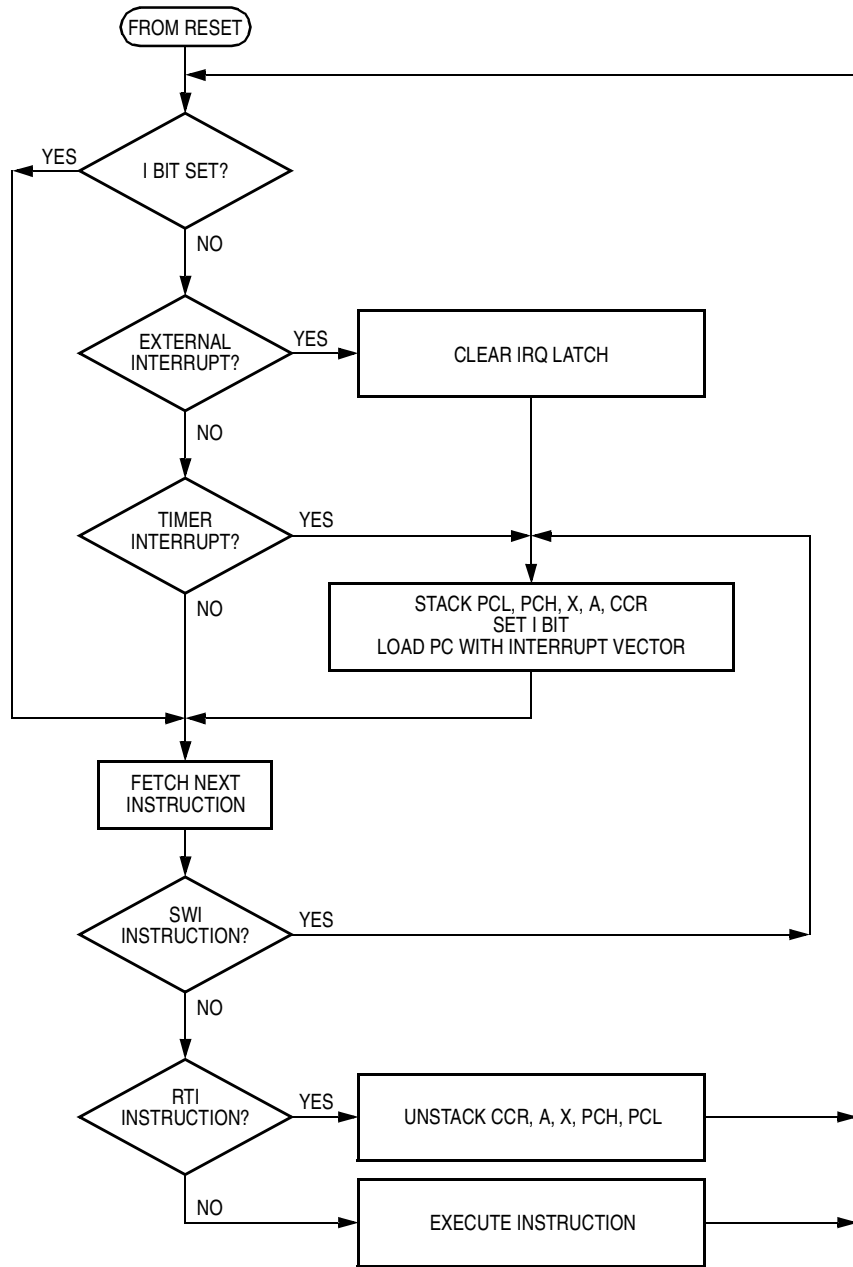 FROM RESET
I BIT SET?
YES
NO
EXTERNAL
INTERRUPT?
YES
CLEAR IRQ LATCH
NO
TIMER
INTERRUPT?
YES
NO
STACK PCL, PCH, X, A, CCR
SET I BIT
LOAD PC WITH INTERRUPT VECTOR
FETCH NEXT
INSTRUCTION
SWI
INSTRUCTION?
YES
NO
RTI
INSTRUCTION?
YES
UNSTACK CCR, A, X, PCH, PCL
NO
EXECUTE INSTRUCTION